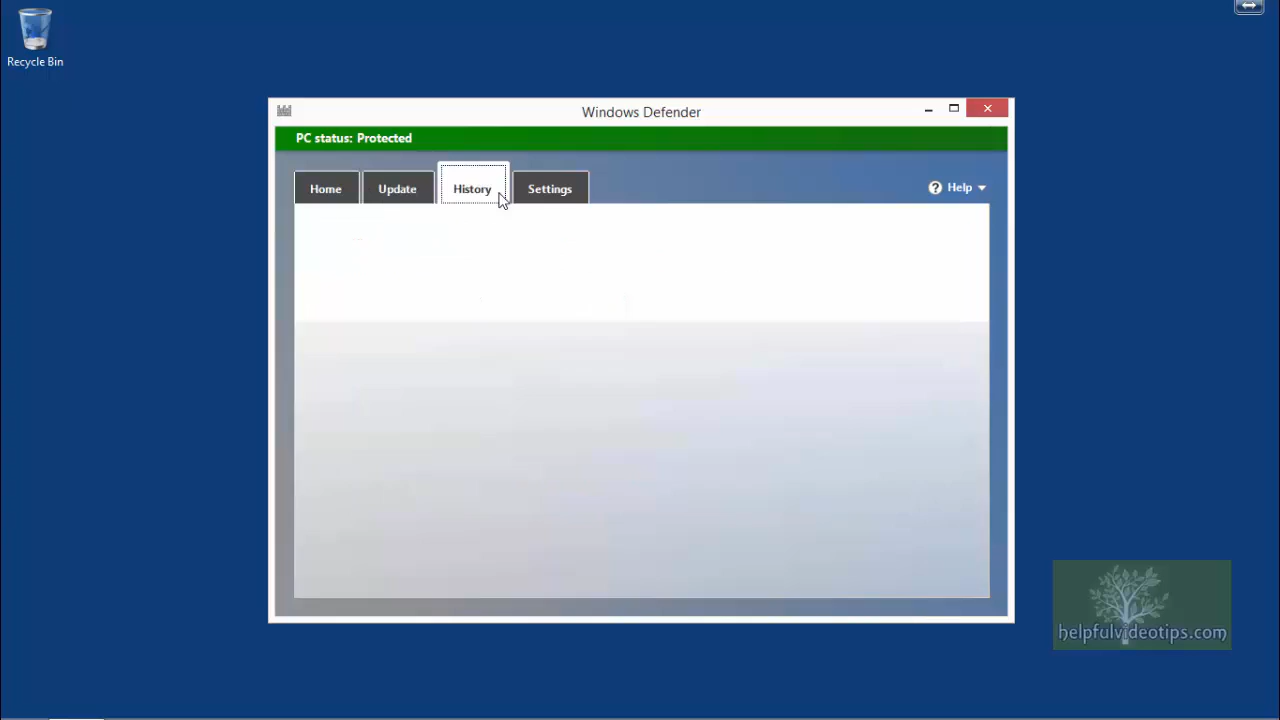 Recycle Bin
Windows Defender
PC status: Protected
Home
Update
History
Settings
Help
helpfulvideotips.com